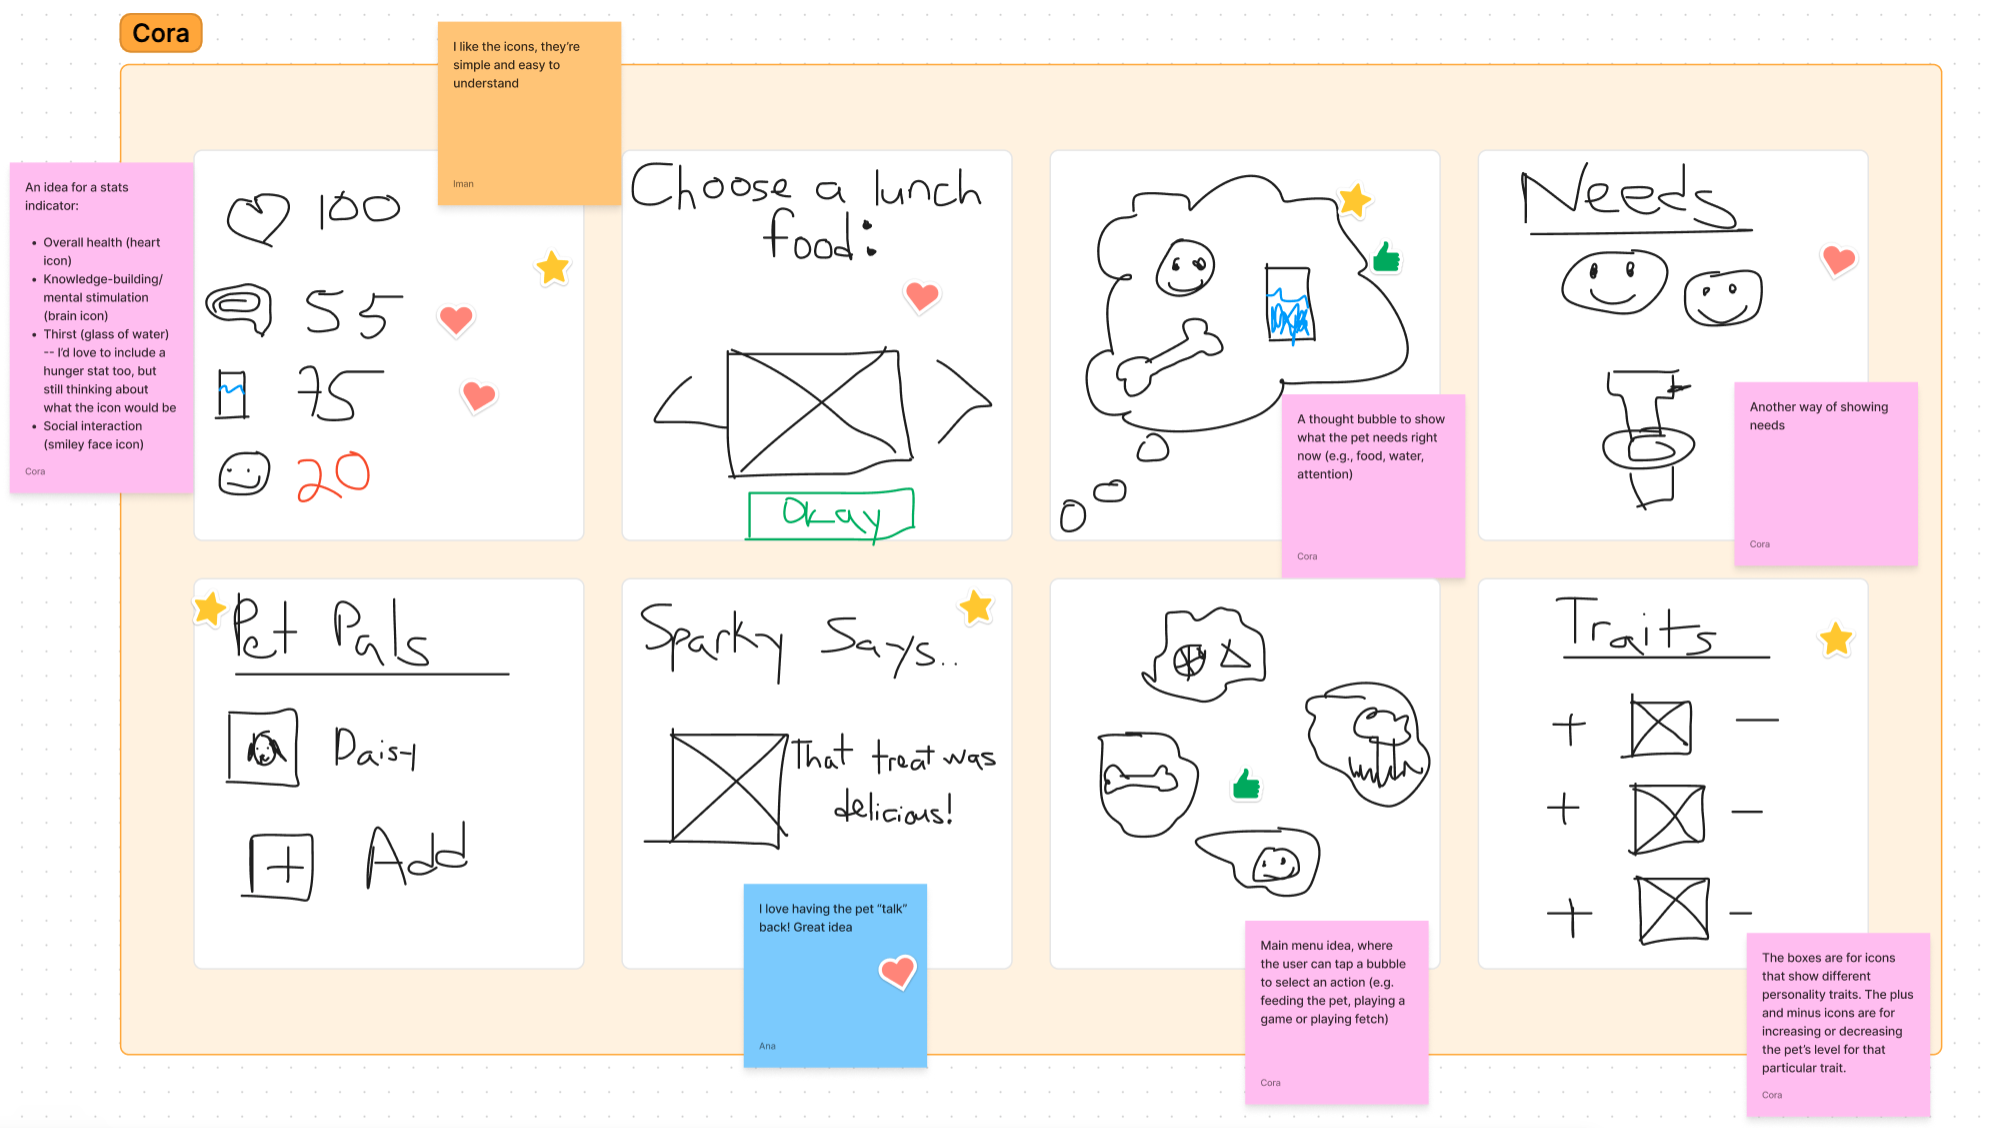 Cora
I like the icons, they're
simple and easy to
understand
Iman
An idea for a stats
indicator:
• Overall health (heart
icon)
• Knowledge-building/
mental stimulation
(brain icon)
• Thirst (glass of water)
-- I'd love to include a
hunger stat too, but
still thinking about
what the icon would be
• Social interaction
(smiley face icon)
Cora
100
55
75
20
Choose a lunch
food:
Okay
A thought bubble to show
what the pet needs right
now (e.g., food, water,
attention)
Cora
Needs
Another way of showing
needs
Cora
Pet Pals
Daisy
+ Add
Sparky Says..
That treat was
delicious!
I love having the pet "talk"
back! Great idea
Ana
Main menu idea, where
the user can tap a bubble
to select an action (e.g.
feeding the pet, playing a
game or playing fetch)
Cora
Traits
+ -
+ -
+ -
The boxes are for icons
that show different
personality traits. The plus
and minus icons are for
increasing or decreasing
the pet's level for that
particular trait.
Cora